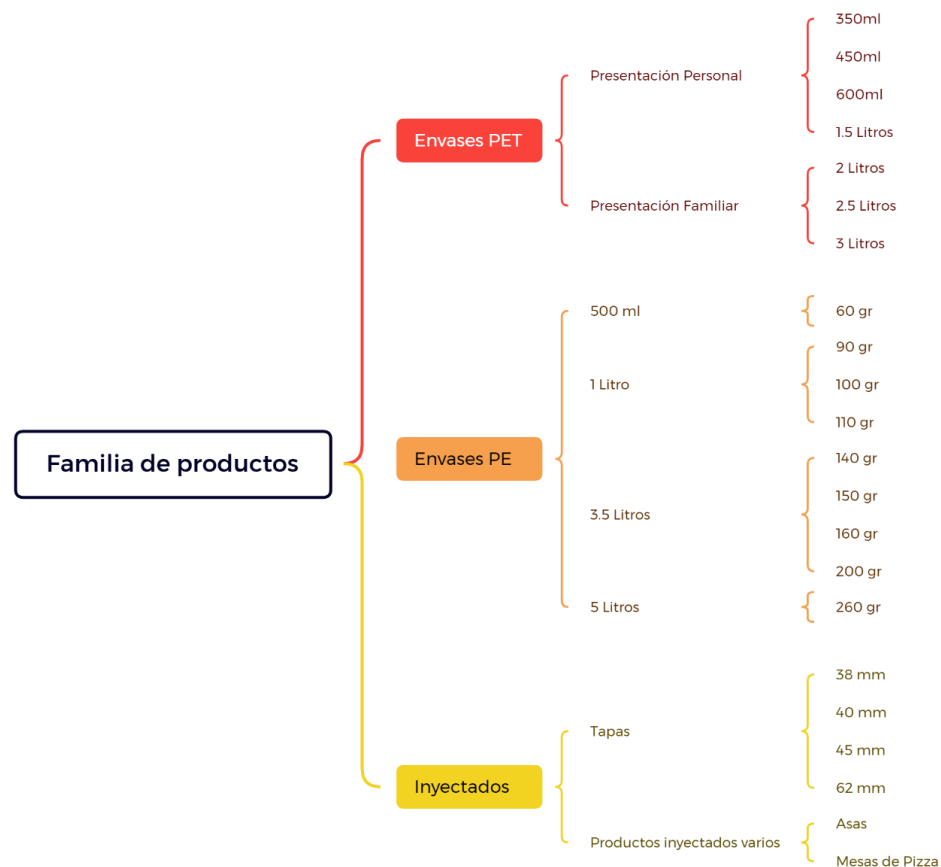 Familia de productos
Envases PET
Presentación Personal
350ml
450ml
600ml
1.5 Litros
Presentación Familiar
2 Litros
2.5 Litros
3 Litros
Envases PE
500 ml
60 gr
1 Litro
90 gr
100 gr
110 gr
3.5 Litros
140 gr
150 gr
160 gr
200 gr
5 Litros
260 gr
Inyectados
Tapas
38 mm
40 mm
45 mm
62 mm
Productos inyectados varios
Asas
Mesas de Pizza